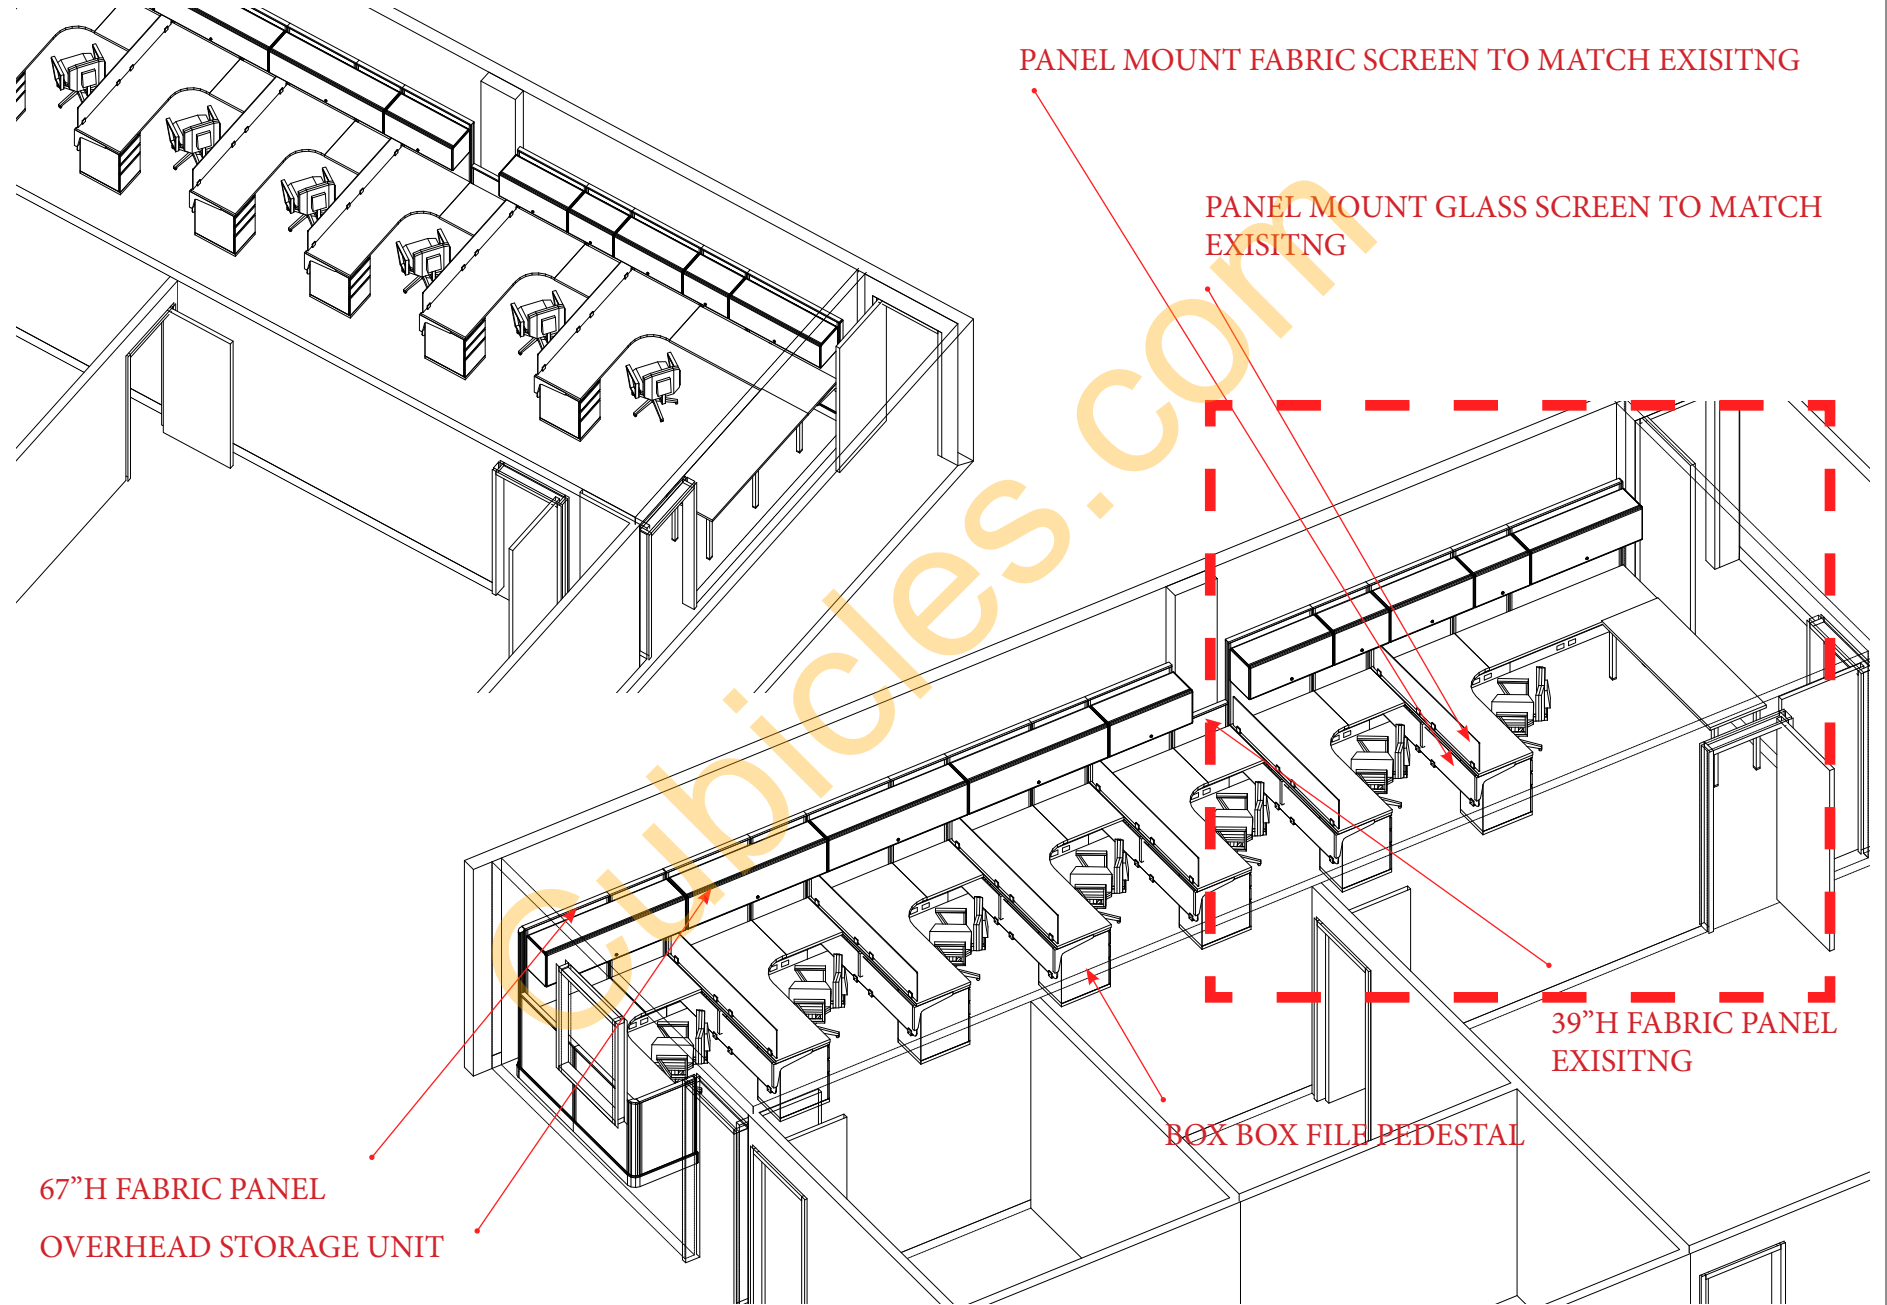 PANEL MOUNT FABRIC SCREEN TO MATCH EXISITNG
PANEL MOUNT GLASS SCREEN TO MATCH
EXISITNG
Cubicles.com
39”H FABRIC PANEL
EXISITNG
BOX BOX FILE PEDESTAL
67”H FABRIC PANEL
OVERHEAD STORAGE UNIT